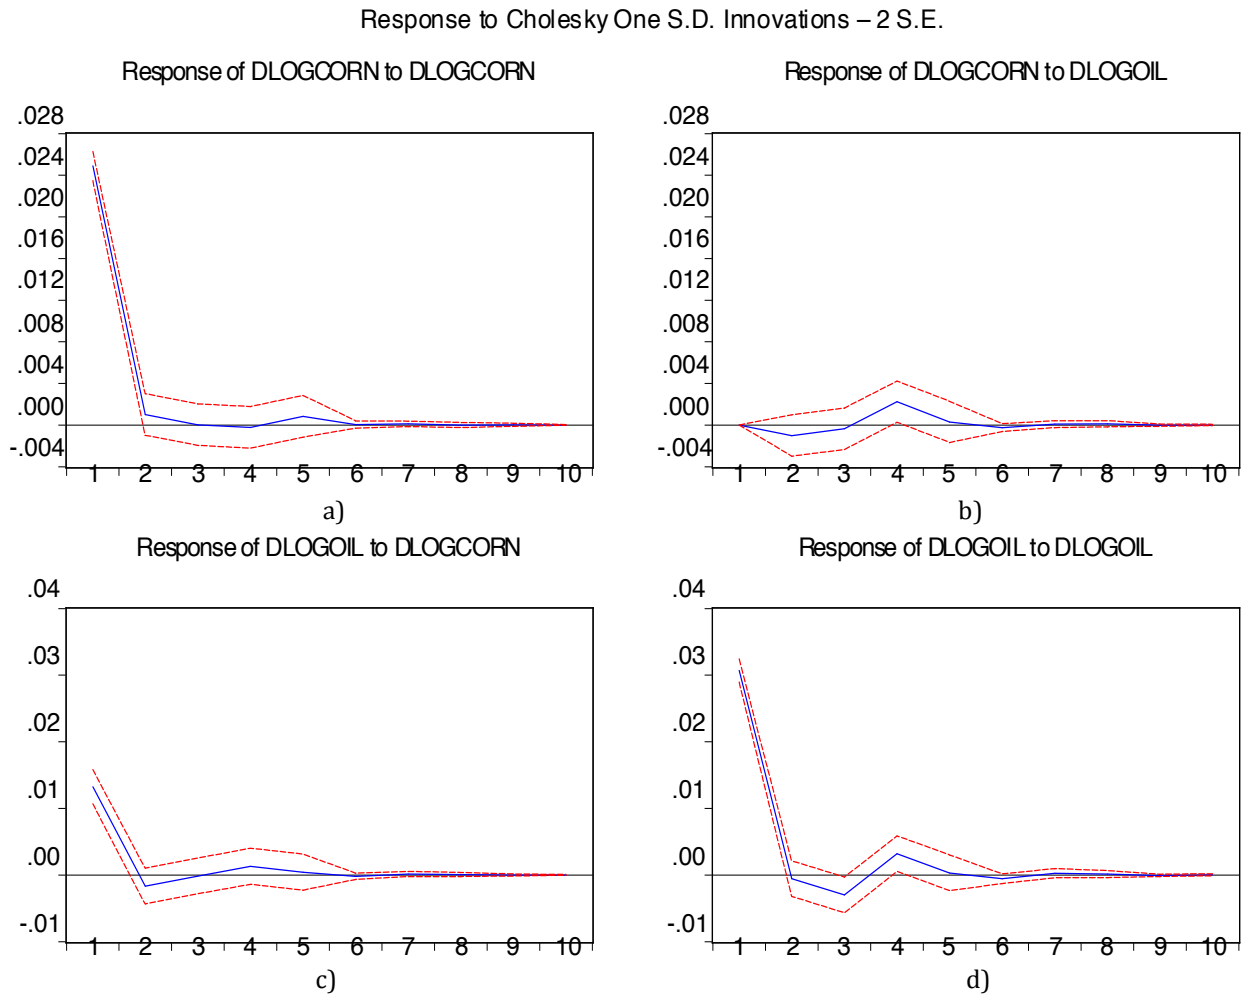 Response to Cholesky One S.D. Innovations – 2 S.E.
Response of DLOGCORN to DLOGCORN
.028
.024
.020
.016
.012
.008
.004
.000
-.004
1 2 3 4 5 6 7 8 9 10
a)
Response of DLOGCORN to DLOGOIL
.028
.024
.020
.016
.012
.008
.004
.000
-.004
1 2 3 4 5 6 7 8 9 10
b)
Response of DLOGOIL to DLOGCORN
.04
.03
.02
.01
.00
-.01
1 2 3 4 5 6 7 8 9 10
c)
Response of DLOGOIL to DLOGOIL
.04
.03
.02
.01
.00
-.01
1 2 3 4 5 6 7 8 9 10
d)